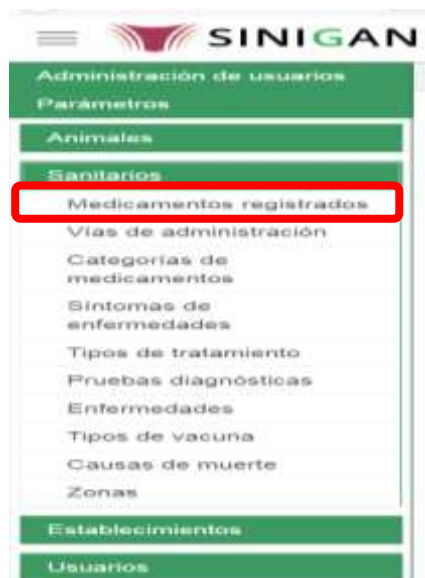 SINIGAN
Administración de usuarios
Parámetros
Animales
Sanitarios
Medicamentos registrados
Vías de administración
Categorías de
medicamentos
Síntomas de
enfermedades
Tipos de tratamiento
Pruebas diagnósticas
Enfermedades
Tipos de vacuna
Causas de muerte
Zonas
Establecimientos
Usuarios